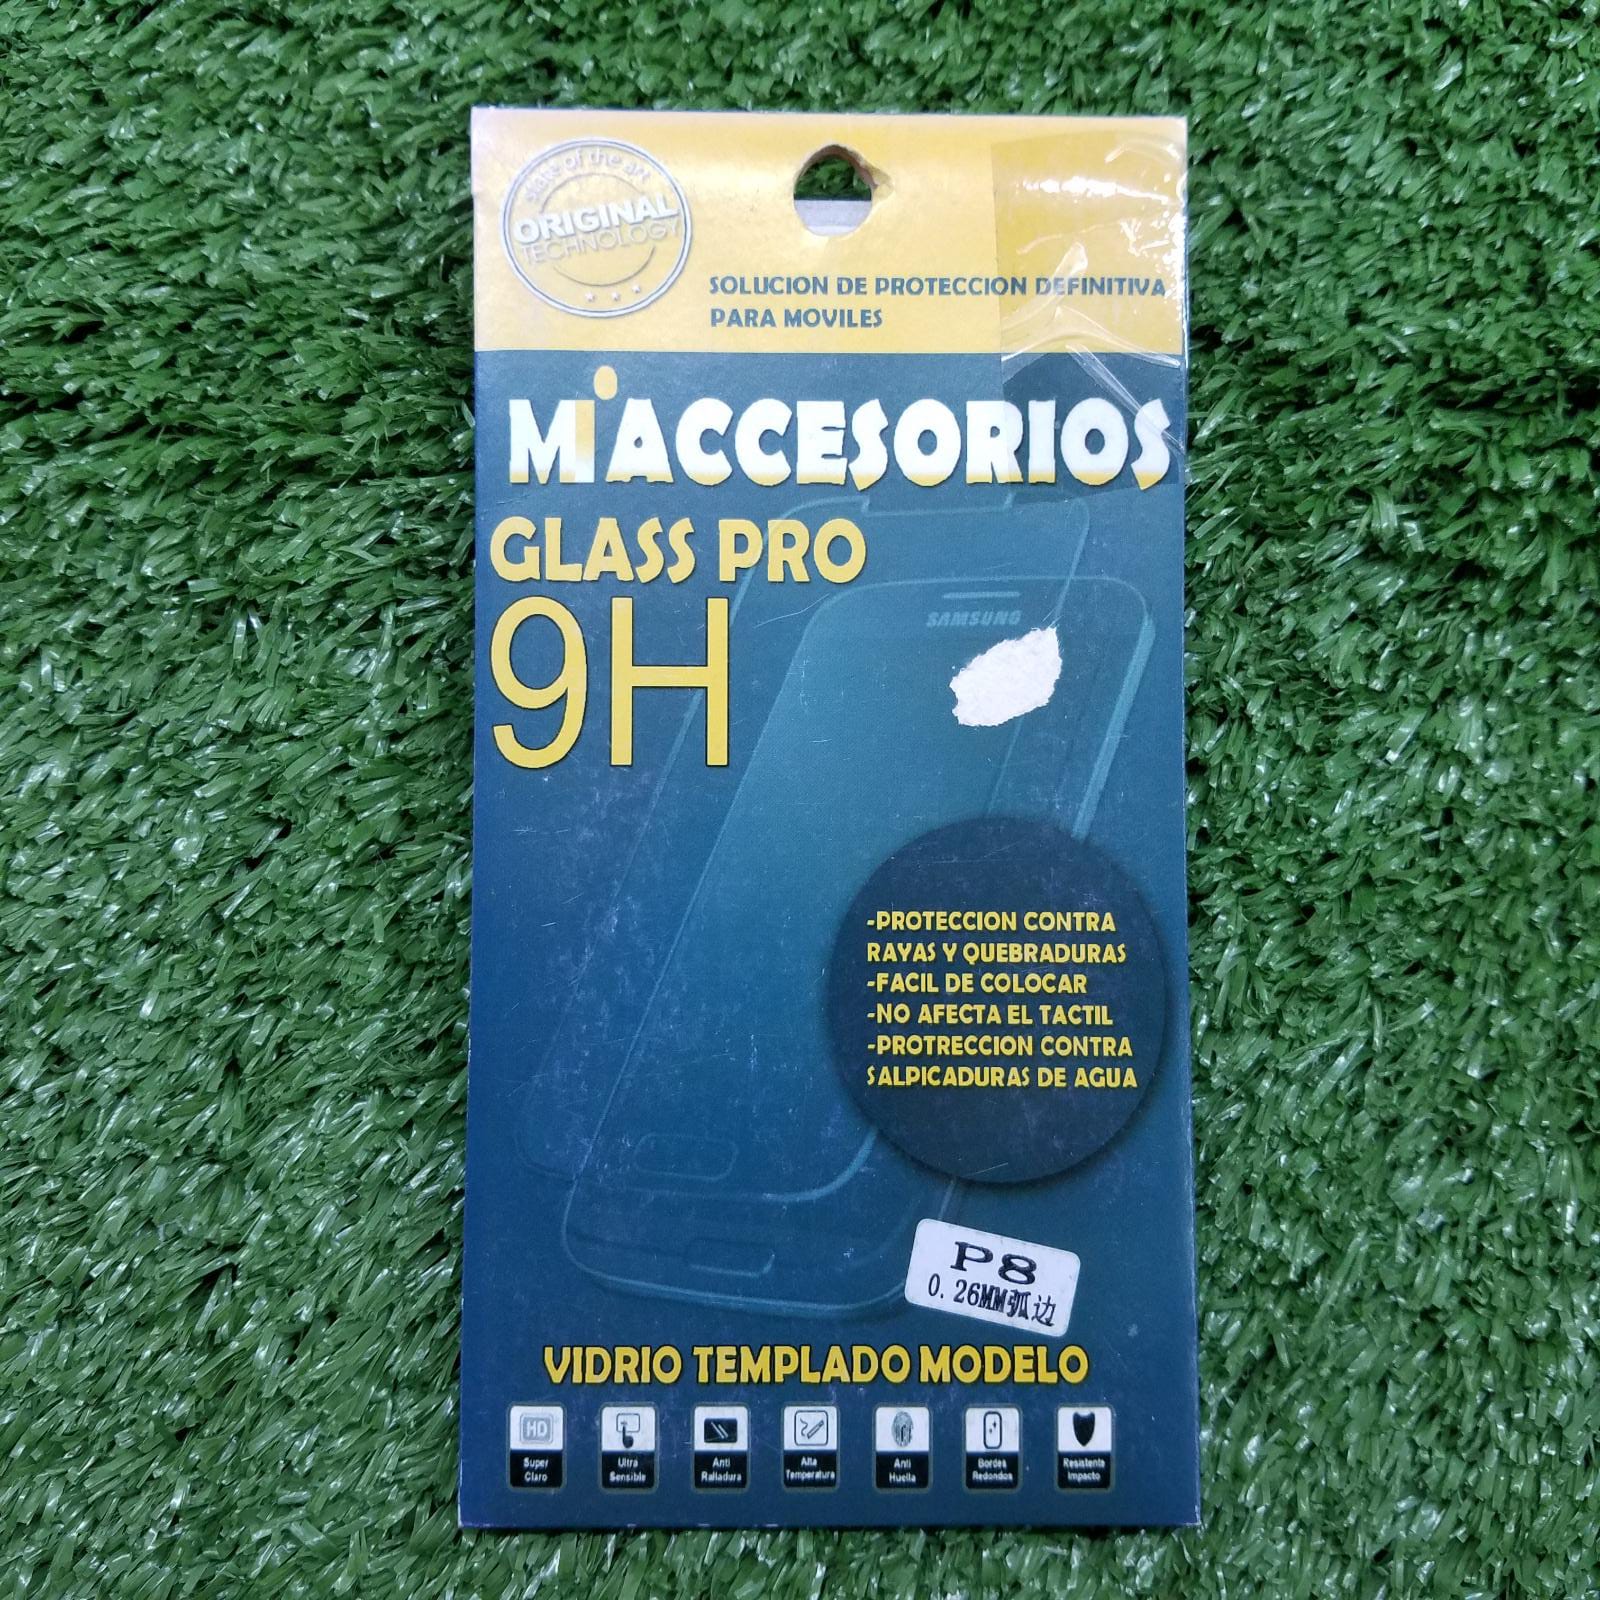 state of the art
ORIGINAL
TECHNOLOGY
SOLUCION DE PROTECCION DEFINITIVA
PARA MOVILES
Mi ACCESORIOS
GLASS PRO
9H
SAMSUNG
-PROTECCION CONTRA
RAYAS Y QUEBRADURAS
-FACIL DE COLOCAR
-NO AFECTA EL TACTIL
-PROTRECCION CONTRA
SALPICADURAS DE AGUA
P8
0.26MM弧边
VIDRIO TEMPLADO MODELO
HD
Super
Claro
Ultra
Sensible
Anti
Ralladura
Alta
Temperatura
Anti
Huella
Bordes
Redondos
Resistente
Impacto